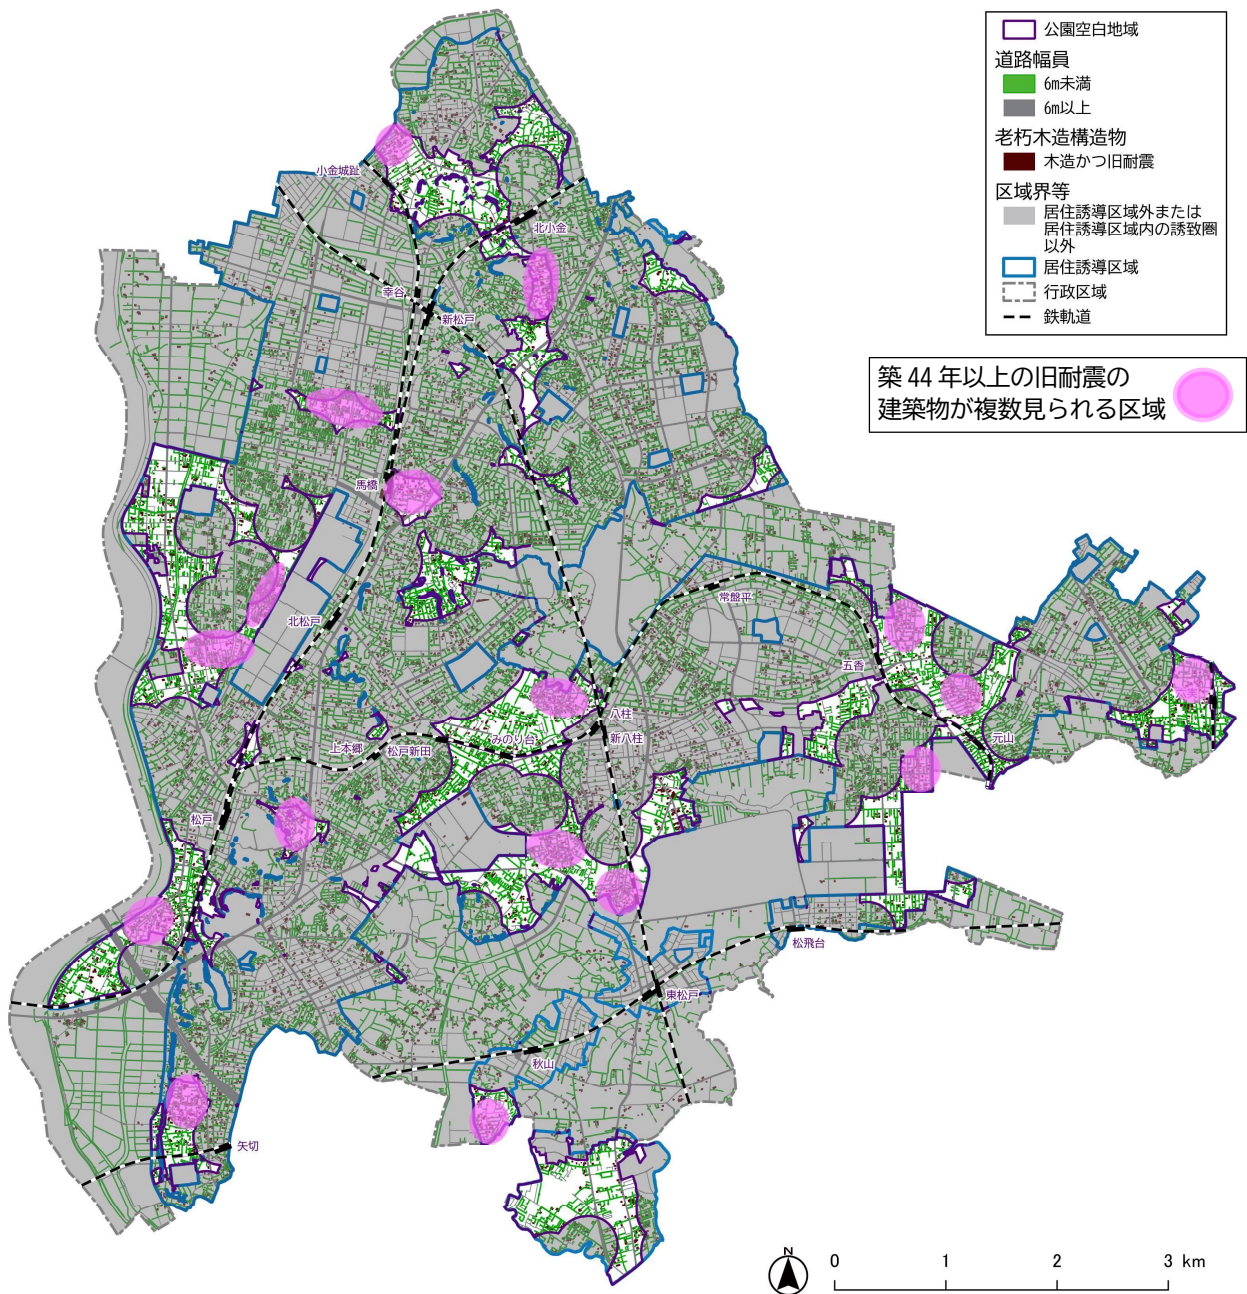 公園空白地域
道路幅員
6m未満
6m以上
老朽木造構造物
木造かつ旧耐震
区域界等
居住誘導区域外または
居住誘導区域内の誘致圏
以外
居住誘導区域
行政区域
鉄軌道
築44年以上の旧耐震の
建築物が複数見られる区域
小金城趾
北小金
幸谷
新松戸
馬橋
北松戸
常盤平
五香
八柱
新八柱
みのり台
松戸新田
上本郷
元山
松戸
松飛台
東松戸
秋山
矢切
N
0 1 2 3 km